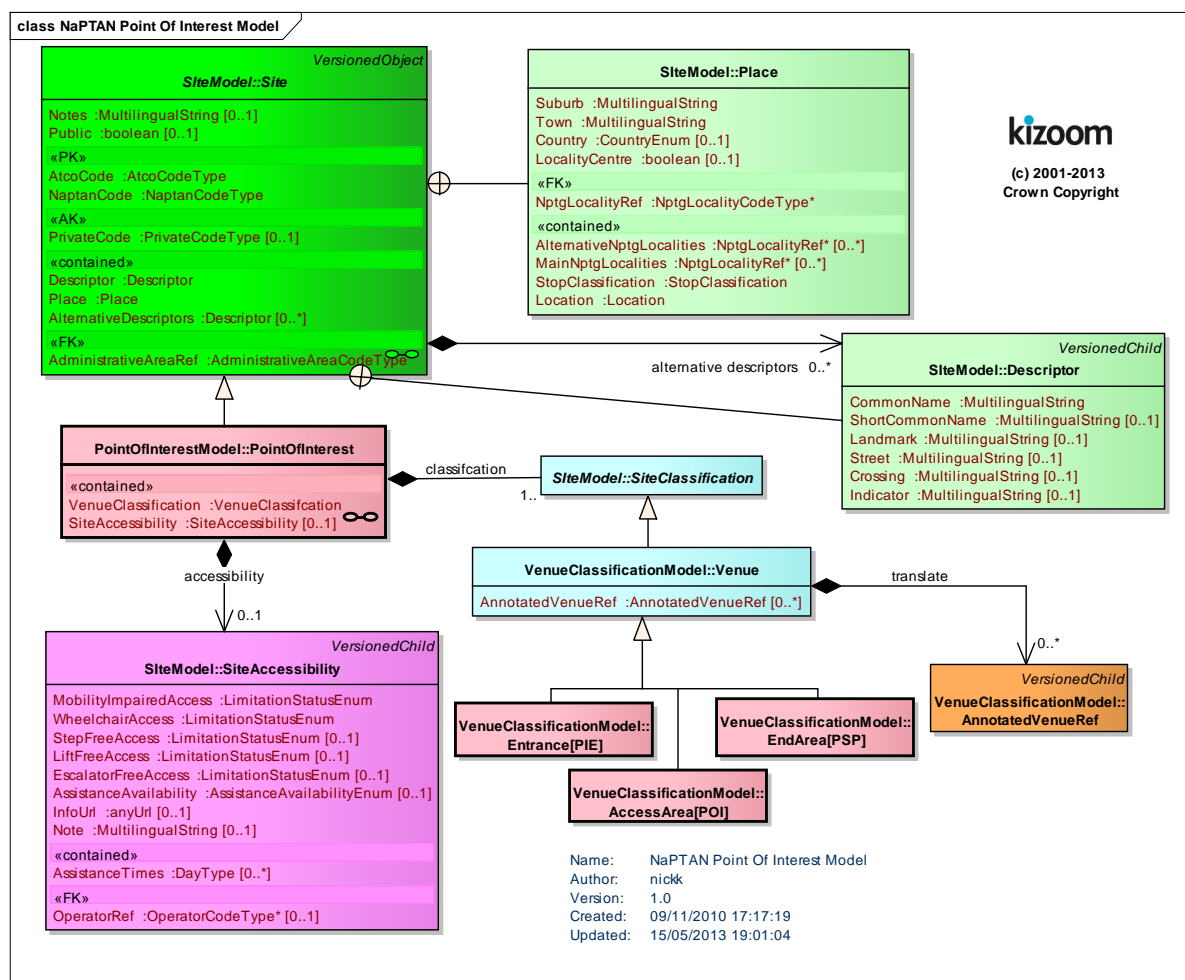 class NaPTAN Point Of Interest Model
VersionedObject
SIteModel::Site
Notes :MultilingualString [0..1]
Public :boolean [0..1]
«PK»
AtcoCode :AtcoCodeType
NaptanCode :NaptanCodeType
«AK»
PrivateCode :PrivateCodeType [0..1]
«contained»
Descriptor :Descriptor
Place :Place
AlternativeDescriptors :Descriptor [0..*]
«FK»
AdministrativeAreaRef :AdministrativeAreaCodeType
SIteModel::Place
Suburb :MultilingualString
Town :MultilingualString
Country :CountryEnum [0..1]
LocalityCentre :boolean [0..1]
«FK»
NptgLocalityRef :NptgLocalityCodeType*
«contained»
AlternativeNptgLocalities :NptgLocalityRef* [0..*]
MainNptgLocalities :NptgLocalityRef* [0..*]
StopClassification :StopClassification
Location :Location
kizoom
(c) 2001-2013
Crown Copyright
alternative descriptors 0..*
VersionedChild
SIteModel::Descriptor
CommonName :MultilingualString
ShortCommonName :MultilingualString [0..1]
Landmark :MultilingualString [0..1]
Street :MultilingualString [0..1]
Crossing :MultilingualString [0..1]
Indicator :MultilingualString [0..1]
PointOfInterestModel::PointOfInterest
«contained»
VenueClassification :VenueClassifcation
SiteAccessibility :SiteAccessibility [0..1]
classifcation
1..
SIteModel::SiteClassification
VenueClassificationModel::Venue
AnnotatedVenueRef :AnnotatedVenueRef [0..*]
translate
0..*
accessibility
0..1
VersionedChild
SIteModel::SiteAccessibility
MobilityImpairedAccess :LimitationStatusEnum
WheelchairAccess :LimitationStatusEnum
StepFreeAccess :LimitationStatusEnum [0..1]
LiftFreeAccess :LimitationStatusEnum [0..1]
EscalatorFreeAccess :LimitationStatusEnum [0..1]
AssistanceAvailability :AssistanceAvailabilityEnum [0..1]
InfoUrl :anyUrl [0..1]
Note :MultilingualString [0..1]
«contained»
AssistanceTimes :DayType [0..*]
«FK»
OperatorRef :OperatorCodeType* [0..1]
VenueClassificationModel::
Entrance[PIE]
VenueClassificationModel::
EndArea[PSP]
VenueClassificationModel::
AccessArea[POI]
VersionedChild
VenueClassificationModel::
AnnotatedVenueRef
Name: NaPTAN Point Of Interest Model
Author: nickk
Version: 1.0
Created: 09/11/2010 17:17:19
Updated: 15/05/2013 19:01:04